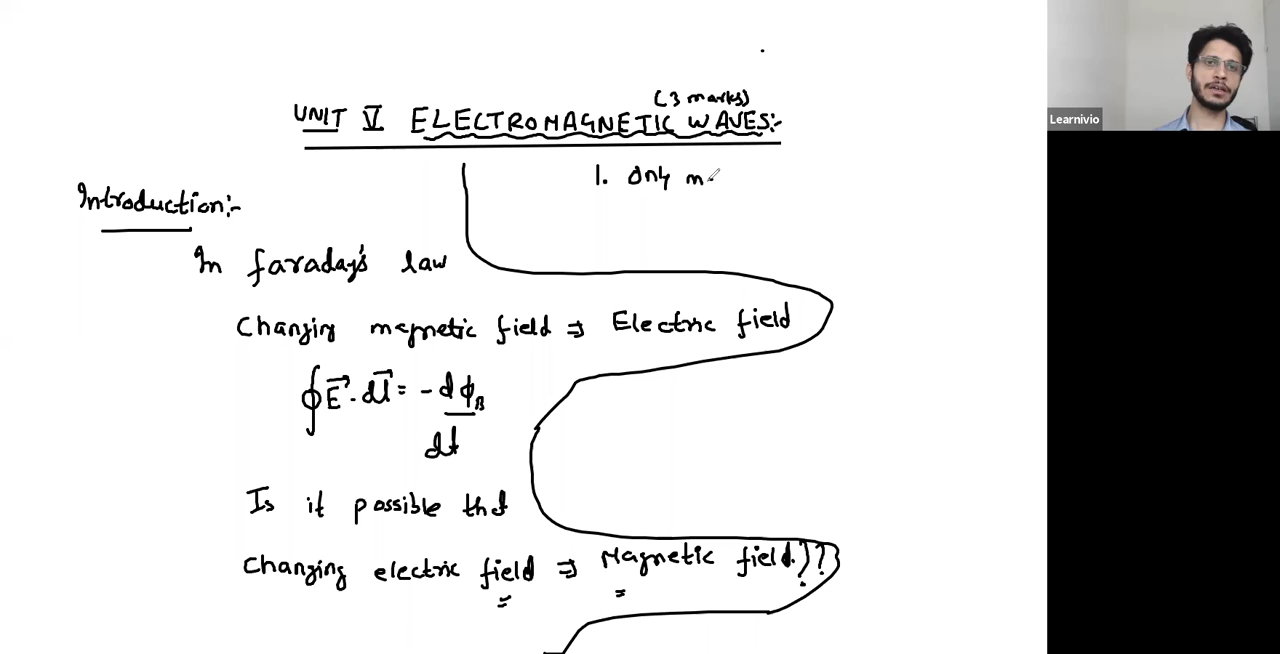 (3 marks)
UNIT V ELECTROMAGNETIC WAVES:-
1. Only m
Introduction:-
In faraday's law
Changing magnetic field ⇒ Electric field
∮E⃗.dl⃗ = -dϕ_B/dt
Is it possible that
Changing electric field ⇒ Magnetic field.??
Learnivio